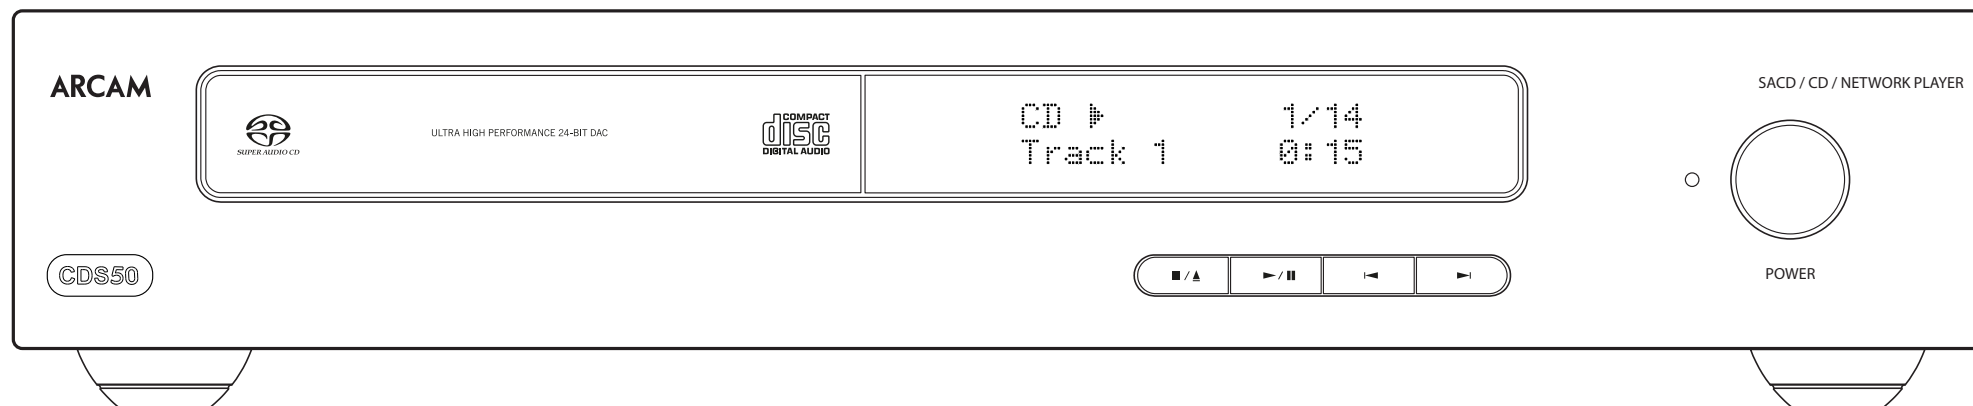 ARCAM
SACD / CD / NETWORK PLAYER
SUPER AUDIO CD
ULTRA HIGH PERFORMANCE 24-BIT DAC
COMPACT
disc
DIGITAL AUDIO
CD ▶ 1/14
Track 1 0:15
CDS50
■/▲ ►/❚❚ I◄ ►I
POWER